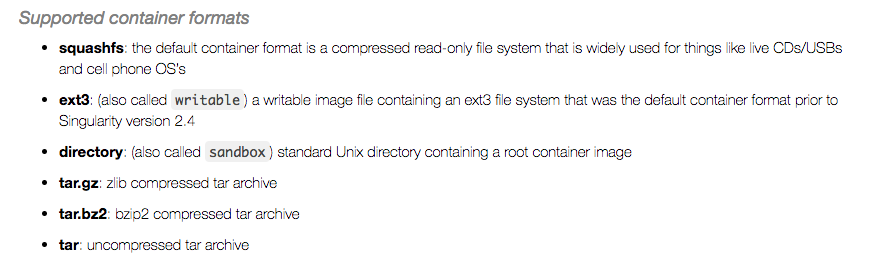 Supported container formats
• squashfs: the default container format is a compressed read-only file system that is widely used for things like live CDs/USBs
and cell phone OS's
• ext3: (also called writable) a writable image file containing an ext3 file system that was the default container format prior to
Singularity version 2.4
• directory: (also called sandbox) standard Unix directory containing a root container image
• tar.gz: zlib compressed tar archive
• tar.bz2: bzip2 compressed tar archive
• tar: uncompressed tar archive